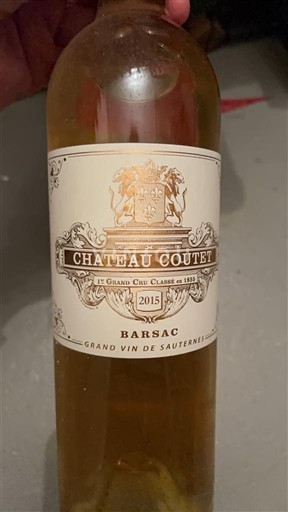 CHATEAU COUTET
1ER GRAND CRU CLASSÉ EN 1855
2015
BARSAC
GRAND VIN DE SAUTERNES